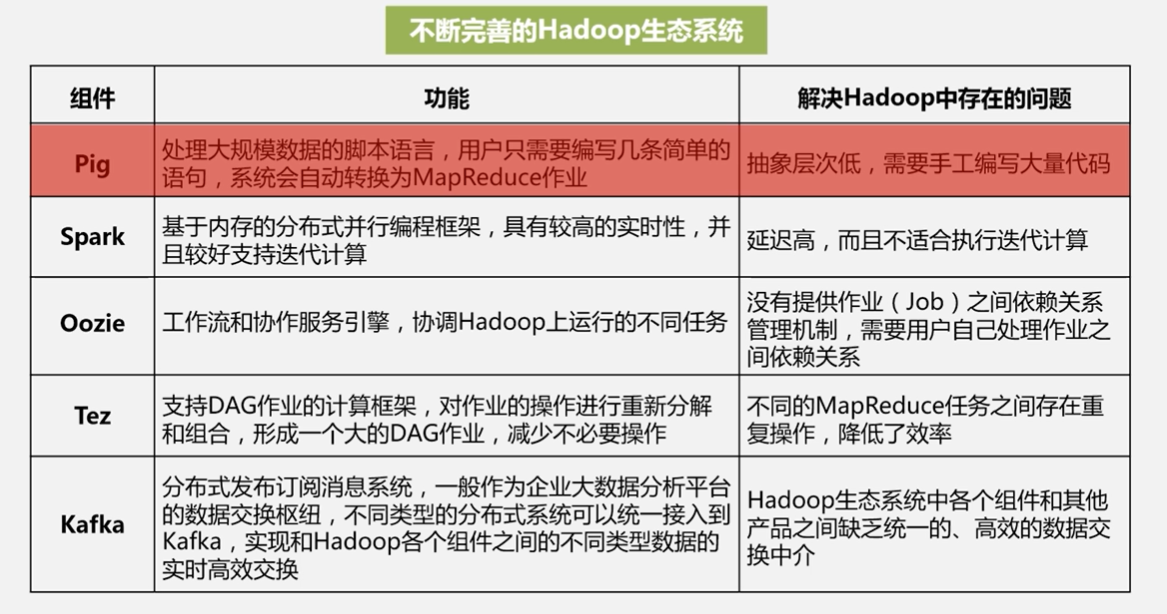 不断完善的Hadoop生态系统
组件
功能
解决Hadoop中存在的问题
Pig
处理大规模数据的脚本语言，用户只需要编写几条简单的
语句，系统会自动转换为MapReduce作业
抽象层次低，需要手工编写大量代码
Spark
基于内存的分布式并行编程框架，具有较高的实时性，并
且较好支持迭代计算
延迟高，而且不适合执行迭代计算
Oozie
工作流和协作服务引擎，协调Hadoop上运行的不同任务
没有提供作业（Job）之间依赖关系
管理机制，需要用户自己处理作业之
间依赖关系
Tez
支持DAG作业的计算框架，对作业的操作进行重新分解
和组合，形成一个大的DAG作业，减少不必要操作
不同的MapReduce任务之间存在重
复操作，降低了效率
Kafka
分布式发布订阅消息系统，一般作为企业大数据分析平台
的数据交换枢纽，不同类型的分布式系统可以统一接入到
Kafka，实现和Hadoop各个组件之间的不同类型数据的
实时高效交换
Hadoop生态系统中各个组件和其他
产品之间缺乏统一的、高效的数据交
换中介